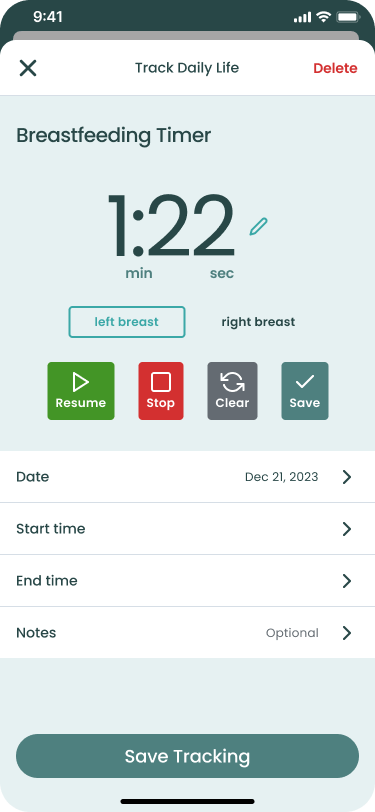 9:41
Track Daily Life Delete
Breastfeeding Timer
1:22
min sec
left breast right breast
Resume Stop Clear Save
Date Dec 21, 2023
Start time
End time
Notes Optional
Save Tracking